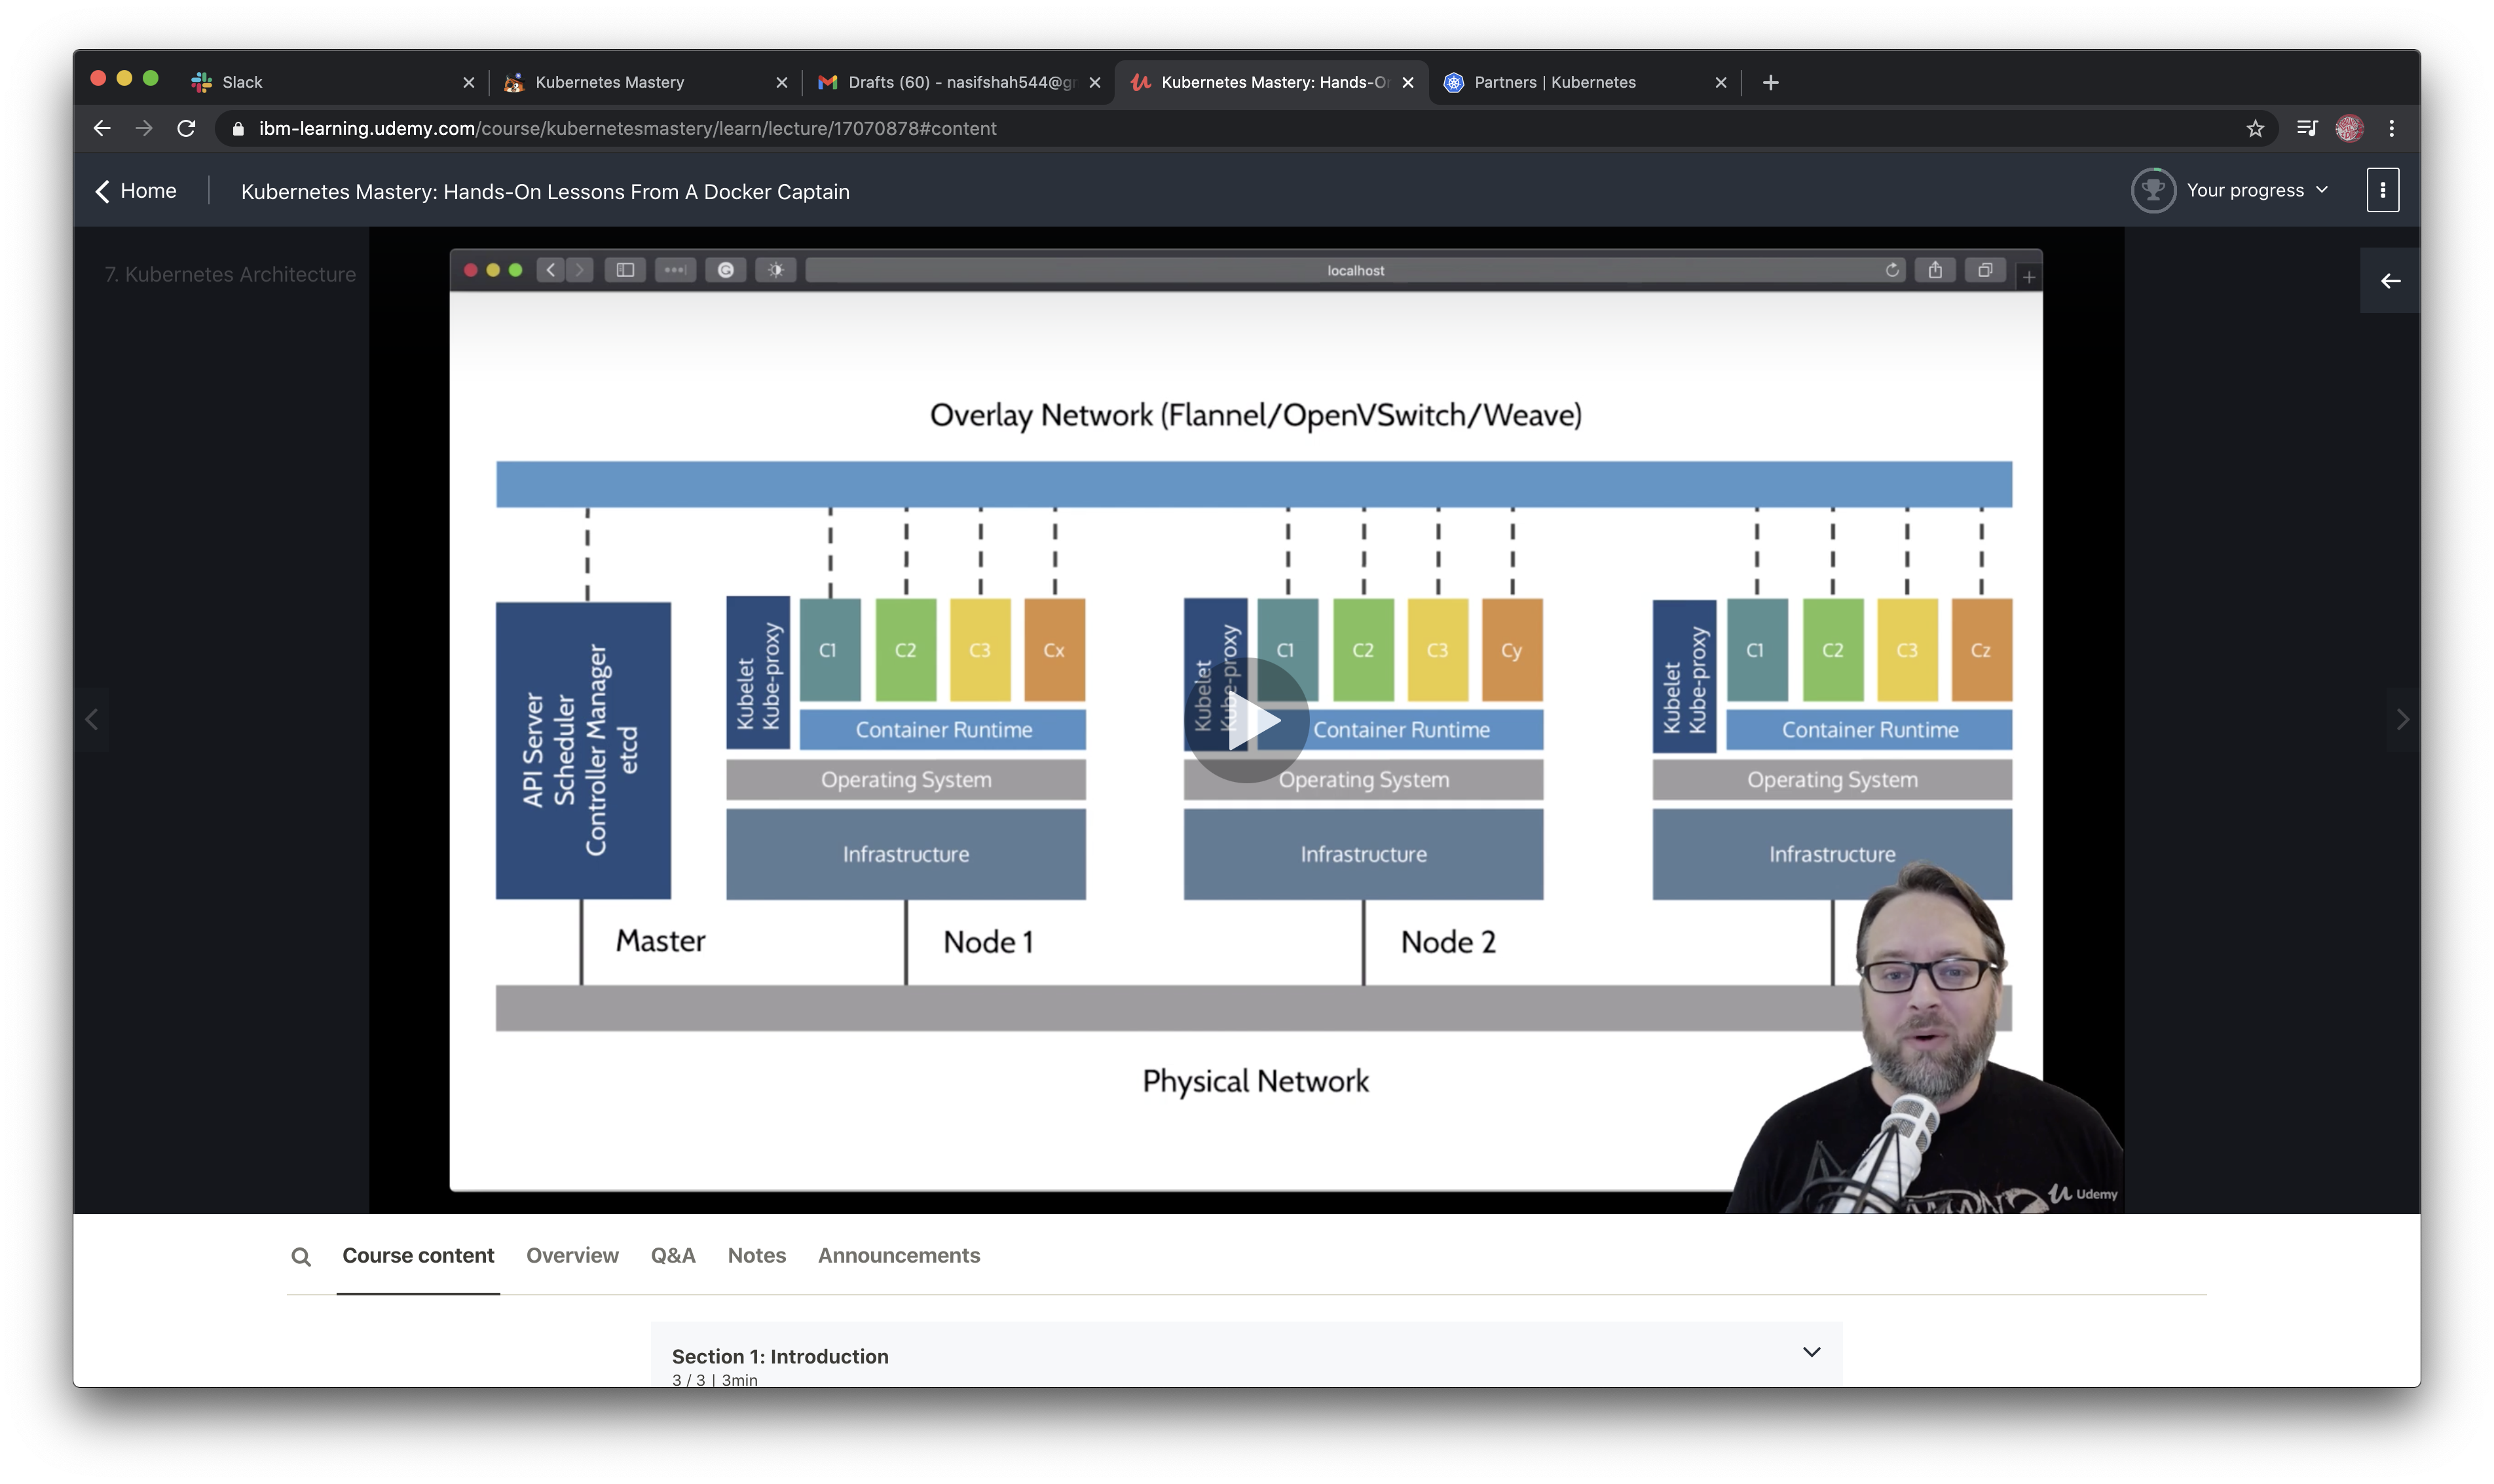 Slack
Kubernetes Mastery
Drafts (60) - nasifshah544@gr
Kubernetes Mastery: Hands-On
Partners | Kubernetes
ibm-learning.udemy.com/course/kubernetesmastery/learn/lecture/17070878#content
Home
Kubernetes Mastery: Hands-On Lessons From A Docker Captain
Your progress
7. Kubernetes Architecture
localhost
Overlay Network (Flannel/OpenVSwitch/Weave)
API Server
Scheduler
Controller Manager
etcd
Kubelet
Kube-proxy
C1
C2
C3
Cx
Container Runtime
Operating System
Infrastructure
Kubelet
Kube-proxy
C1
C2
C3
Cy
Container Runtime
Operating System
Infrastructure
Kubelet
Kube-proxy
C1
C2
C3
Cz
Container Runtime
Operating System
Infrastructure
Master
Node 1
Node 2
Physical Network
Udemy
Course content
Overview
Q&A
Notes
Announcements
Section 1: Introduction
3 / 3 | 3min